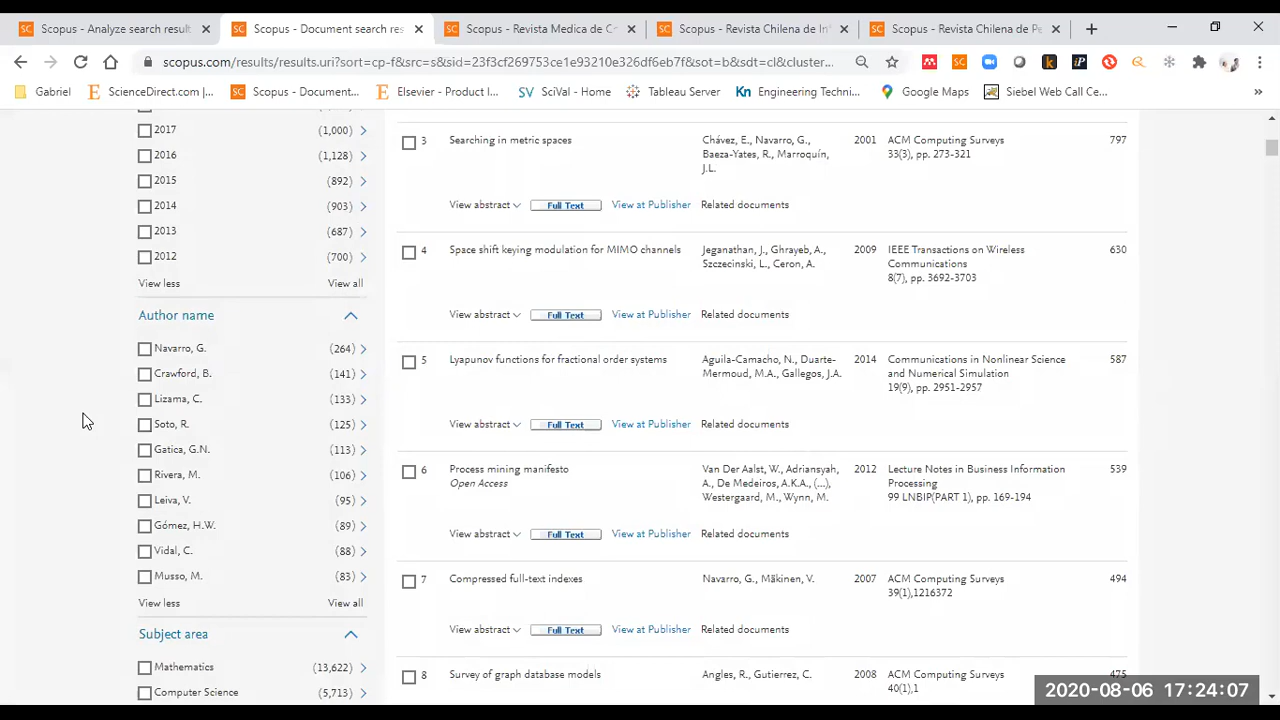 Scopus - Analyze search result
Scopus - Document search res
Scopus - Revista Medica de C
Scopus - Revista Chilena de In
Scopus - Revista Chilena de Pe
scopus.com/results/results.uri?sort=cp-f&src=s&sid=23f3cf269753ce1e93210e326df6eb7f&sot=b&sdt=cl&cluster...
Gabriel
ScienceDirect.com |...
Scopus - Document...
Elsevier - Product I...
SciVal - Home
Tableau Server
Engineering Techni...
Google Maps
Siebel Web Call Ce...
2017 (1,000)
2016 (1,128)
2015 (892)
2014 (903)
2013 (687)
2012 (700)
View less View all
Author name
Navarro, G. (264)
Crawford, B. (141)
Lizama, C. (133)
Soto, R. (125)
Gatica, G.N. (113)
Rivera, M. (106)
Leiva, V. (95)
Gómez, H.W. (89)
Vidal, C. (88)
Musso, M. (83)
View less View all
Subject area
Mathematics (13,622)
Computer Science (5,713)
3 Searching in metric spaces Chávez, E., Navarro, G., 2001 ACM Computing Surveys 797
Baeza-Yates, R., Marroquín, 33(3), pp. 273-321
J.L.
View abstract Full Text View at Publisher Related documents
4 Space shift keying modulation for MIMO channels Jeganathan, J., Ghrayeb, A., 2009 IEEE Transactions on Wireless 630
Szczecinski, L., Ceron, A. Communications
8(7), pp. 3692-3703
View abstract Full Text View at Publisher Related documents
5 Lyapunov functions for fractional order systems Aguila-Camacho, N., Duarte- 2014 Communications in Nonlinear Science 587
Mermoud, M.A., Gallegos, J.A. and Numerical Simulation
19(9), pp. 2951-2957
View abstract Full Text View at Publisher Related documents
6 Process mining manifesto Van Der Aalst, W., Adriansyah, 2012 Lecture Notes in Business Information 539
Open Access A., De Medeiros, A.K.A., (...), Processing
Westergaard, M., Wynn, M. 99 LNBIP(PART 1), pp. 169-194
View abstract Full Text View at Publisher Related documents
7 Compressed full-text indexes Navarro, G., Mäkinen, V. 2007 ACM Computing Surveys 494
39(1),1216372
View abstract Full Text View at Publisher Related documents
8 Survey of graph database models Angles, R., Gutierrez, C. 2008 ACM Computing Surveys 475
40(1),1
2020-08-06 17:24:07